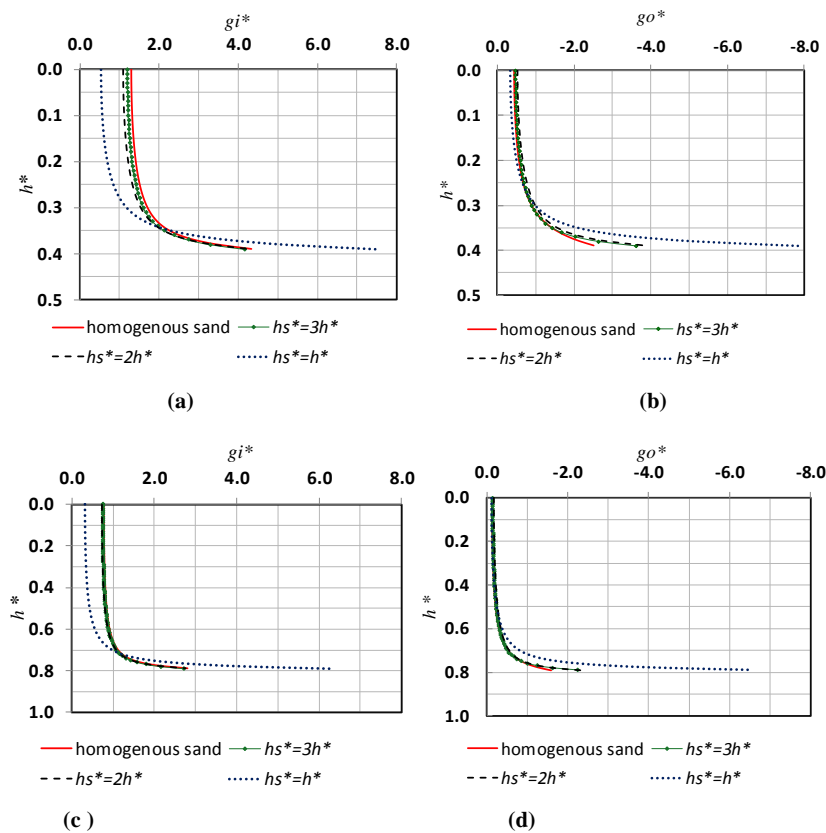 gi*
0.0 2.0 4.0 6.0 8.0
0.0
0.1
0.2
0.3
0.4
0.5
h*
homogenous sand hs*=3h*
hs*=2h* hs*=h*
(a)
go*
0.0 -2.0 -4.0 -6.0 -8.0
0.0
0.1
0.2
0.3
0.4
0.5
h*
homogenous sand hs*=3h*
hs*=2h* hs*=h*
(b)
gi*
0.0 2.0 4.0 6.0 8.0
0.0
0.2
0.4
0.6
0.8
1.0
h*
homogenous sand hs*=3h*
hs*=2h* hs*=h*
(c )
go*
0.0 -2.0 -4.0 -6.0 -8.0
0.0
0.2
0.4
0.6
0.8
1.0
h*
homogenous sand hs*=3h*
hs*=2h* hs*=h*
(d)